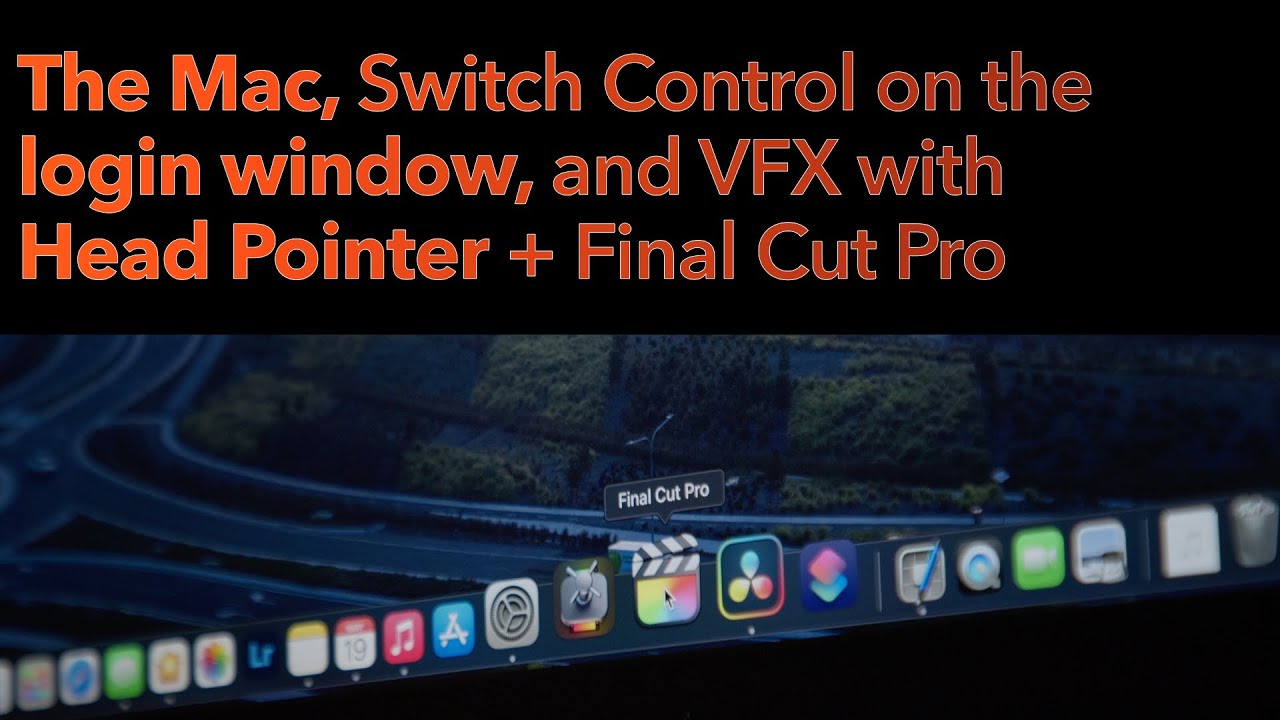 The Mac, Switch Control on the
login window, and VFX with
Head Pointer + Final Cut Pro
Final Cut Pro
Lr
19